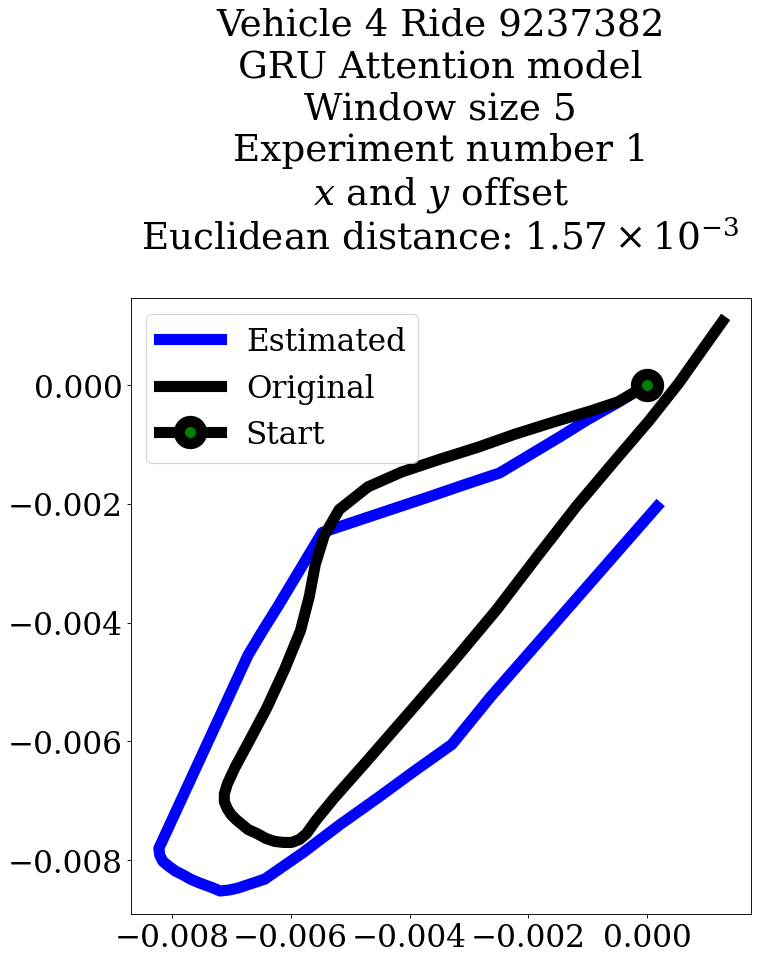 Vehicle 4 Ride 9237382
GRU Attention model
Window size 5
Experiment number 1
x and y offset
Euclidean distance: 1.57 × 10⁻³
Estimated
Original
Start
0.000
−0.002
−0.004
−0.006
−0.008
−0.008 −0.006 −0.004 −0.002 0.000